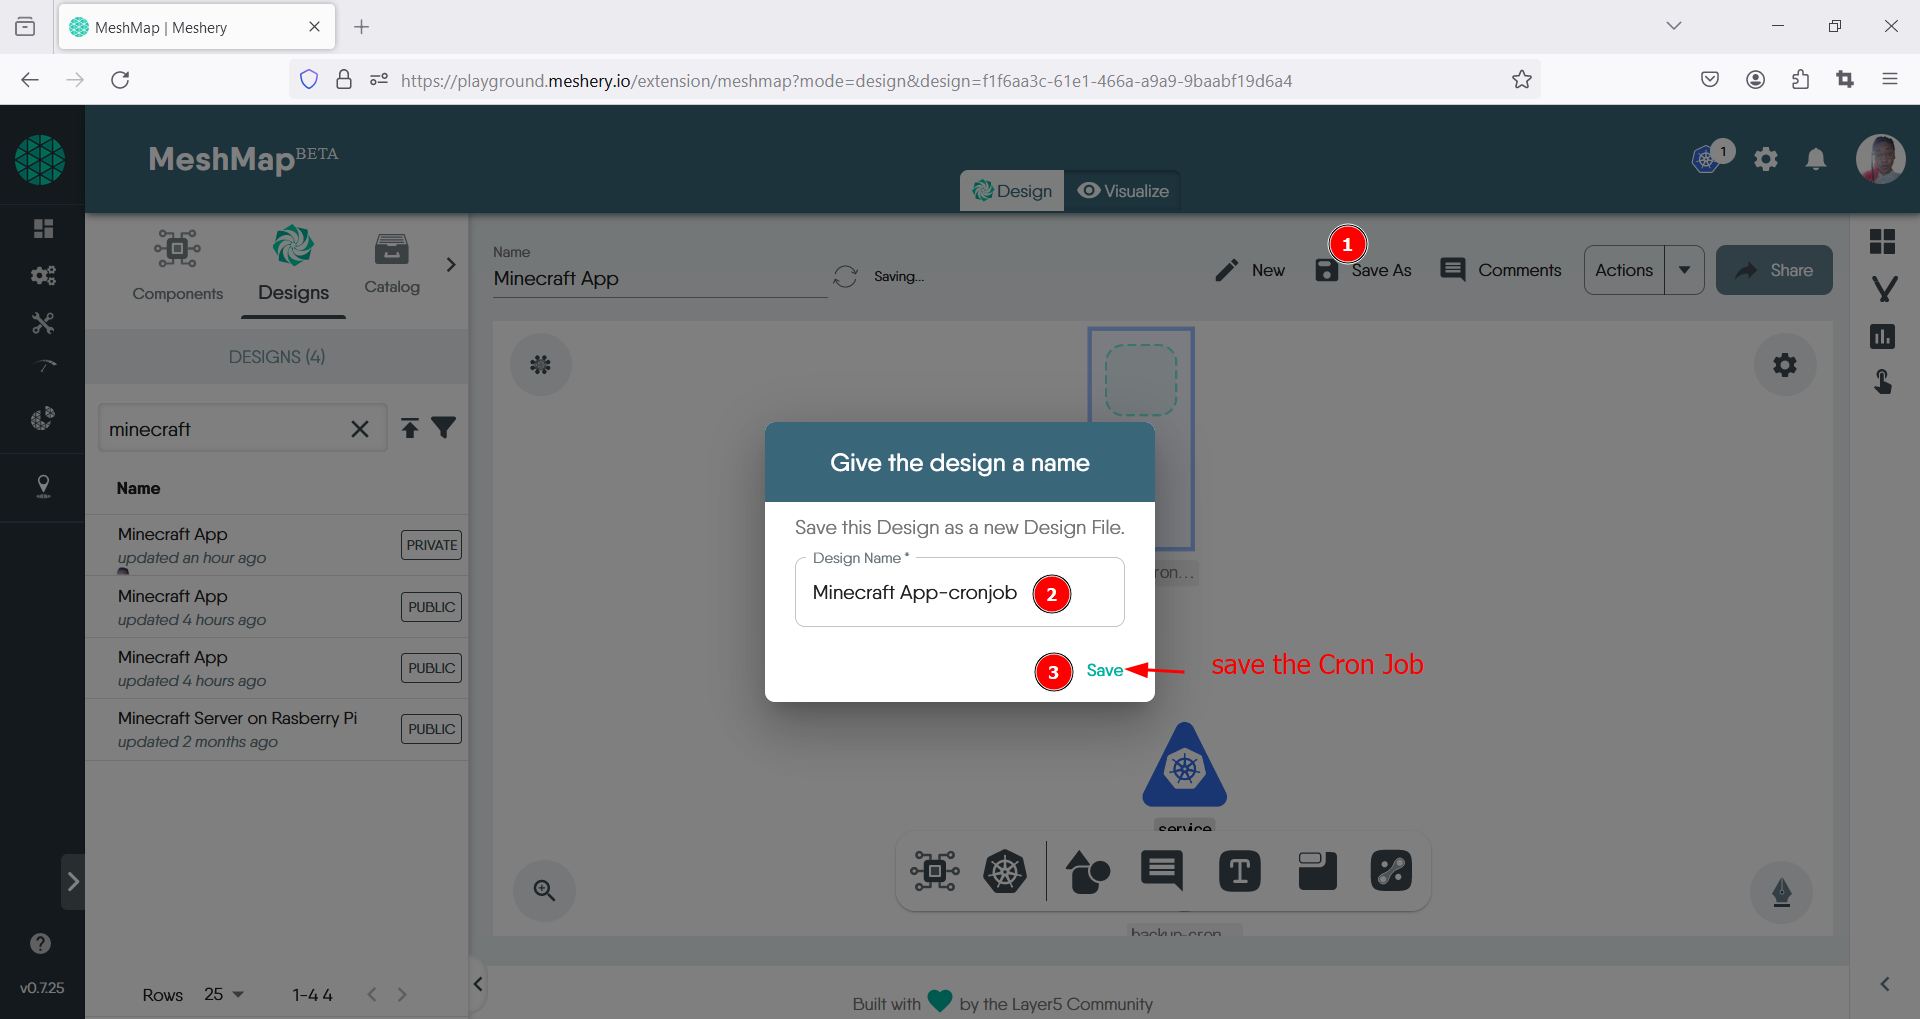 MeshMap | Meshery
https://playground.meshery.io/extension/meshmap?mode=design&design=f1f6aa3c-61e1-466a-a9a9-9baabf19d6a4
MeshMap BETA
1
Design
Visualize
Components
Designs
Catalog
Name
Minecraft App
Saving...
New
1
Save As
Comments
Actions
Share
DESIGNS (4)
minecraft
Name
Minecraft App
updated an hour ago
PRIVATE
Minecraft App
updated 4 hours ago
PUBLIC
Minecraft App
updated 4 hours ago
PUBLIC
Minecraft Server on Rasberry Pi
updated 2 months ago
PUBLIC
Give the design a name
Save this Design as a new Design File.
Design Name *
Minecraft App-cronjob
2
3
Save
save the Cron Job
ron...
service
T
backup-cron...
?
v0.7.25
Rows 25 1-4 4
Built with by the Layer5 Community